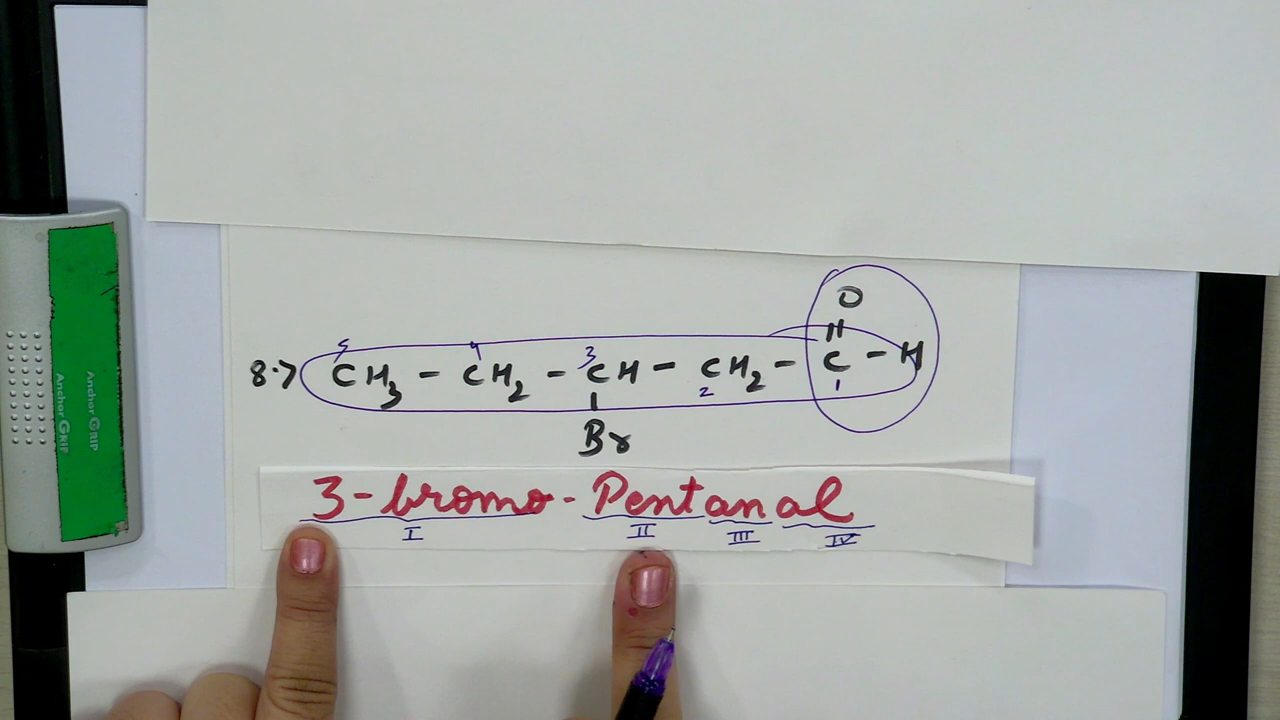 O
||
5 4 3
8.7 CH3 - CH2 - CH - CH2 - C - H
2 1
|
Br
3-bromo-Pentanal
I II III IV
Anchor GRIP
Anchor GRIP